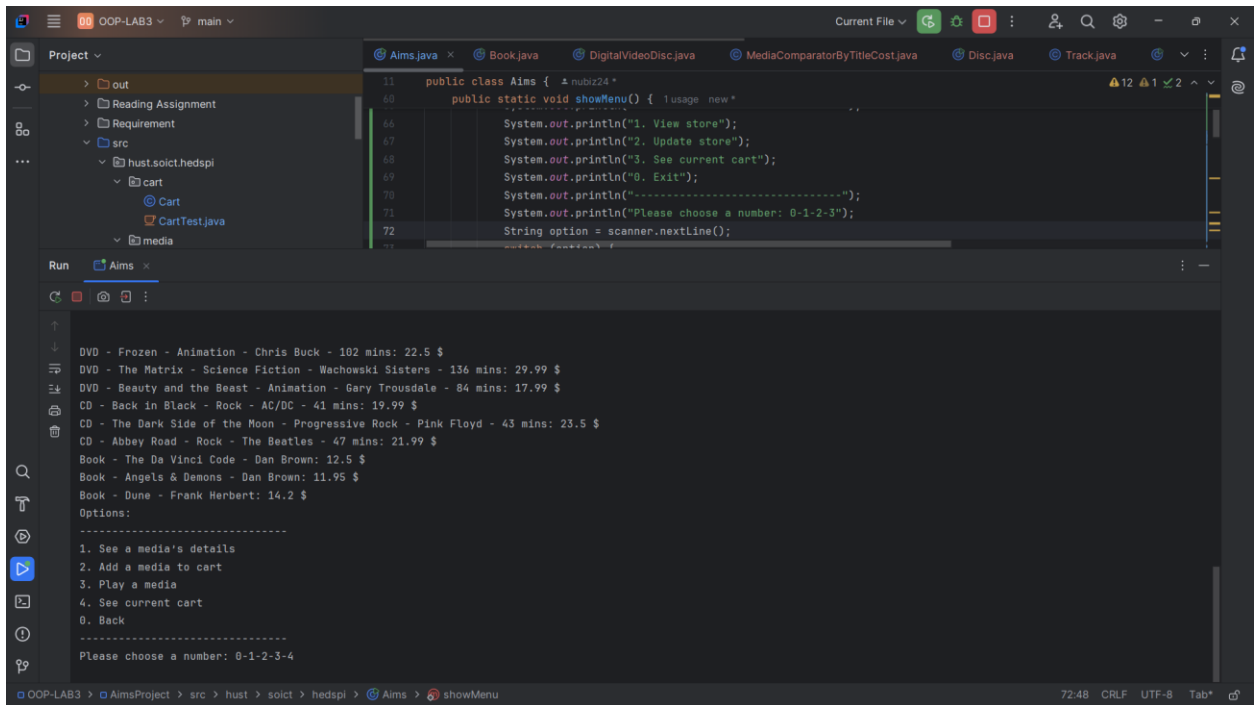 OO OOP-LAB3 main Current File
Project
Aims.java Book.java DigitalVideoDisc.java MediaComparatorByTitleCost.java Disc.java Track.java
out
Reading Assignment
Requirement
src
hust.soict.hedspi
cart
Cart
CartTest.java
media
11 public class Aims { nubiz24 * 12 1 2
60 public static void showMenu() { 1 usage new *
66 System.out.println("1. View store");
67 System.out.println("2. Update store");
68 System.out.println("3. See current cart");
69 System.out.println("0. Exit");
70 System.out.println("--------------------------------");
71 System.out.println("Please choose a number: 0-1-2-3");
72 String option = scanner.nextLine();
Run Aims
DVD - Frozen - Animation - Chris Buck - 102 mins: 22.5 $
DVD - The Matrix - Science Fiction - Wachowski Sisters - 136 mins: 29.99 $
DVD - Beauty and the Beast - Animation - Gary Trousdale - 84 mins: 17.99 $
CD - Back in Black - Rock - AC/DC - 41 mins: 19.99 $
CD - The Dark Side of the Moon - Progressive Rock - Pink Floyd - 43 mins: 23.5 $
CD - Abbey Road - Rock - The Beatles - 47 mins: 21.99 $
Book - The Da Vinci Code - Dan Brown: 12.5 $
Book - Angels & Demons - Dan Brown: 11.95 $
Book - Dune - Frank Herbert: 14.2 $
Options:
--------------------------------
1. See a media's details
2. Add a media to cart
3. Play a media
4. See current cart
0. Back
--------------------------------
Please choose a number: 0-1-2-3-4
OOP-LAB3 > AimsProject > src > hust > soict > hedspi > Aims > showMenu 72:48 CRLF UTF-8 Tab*